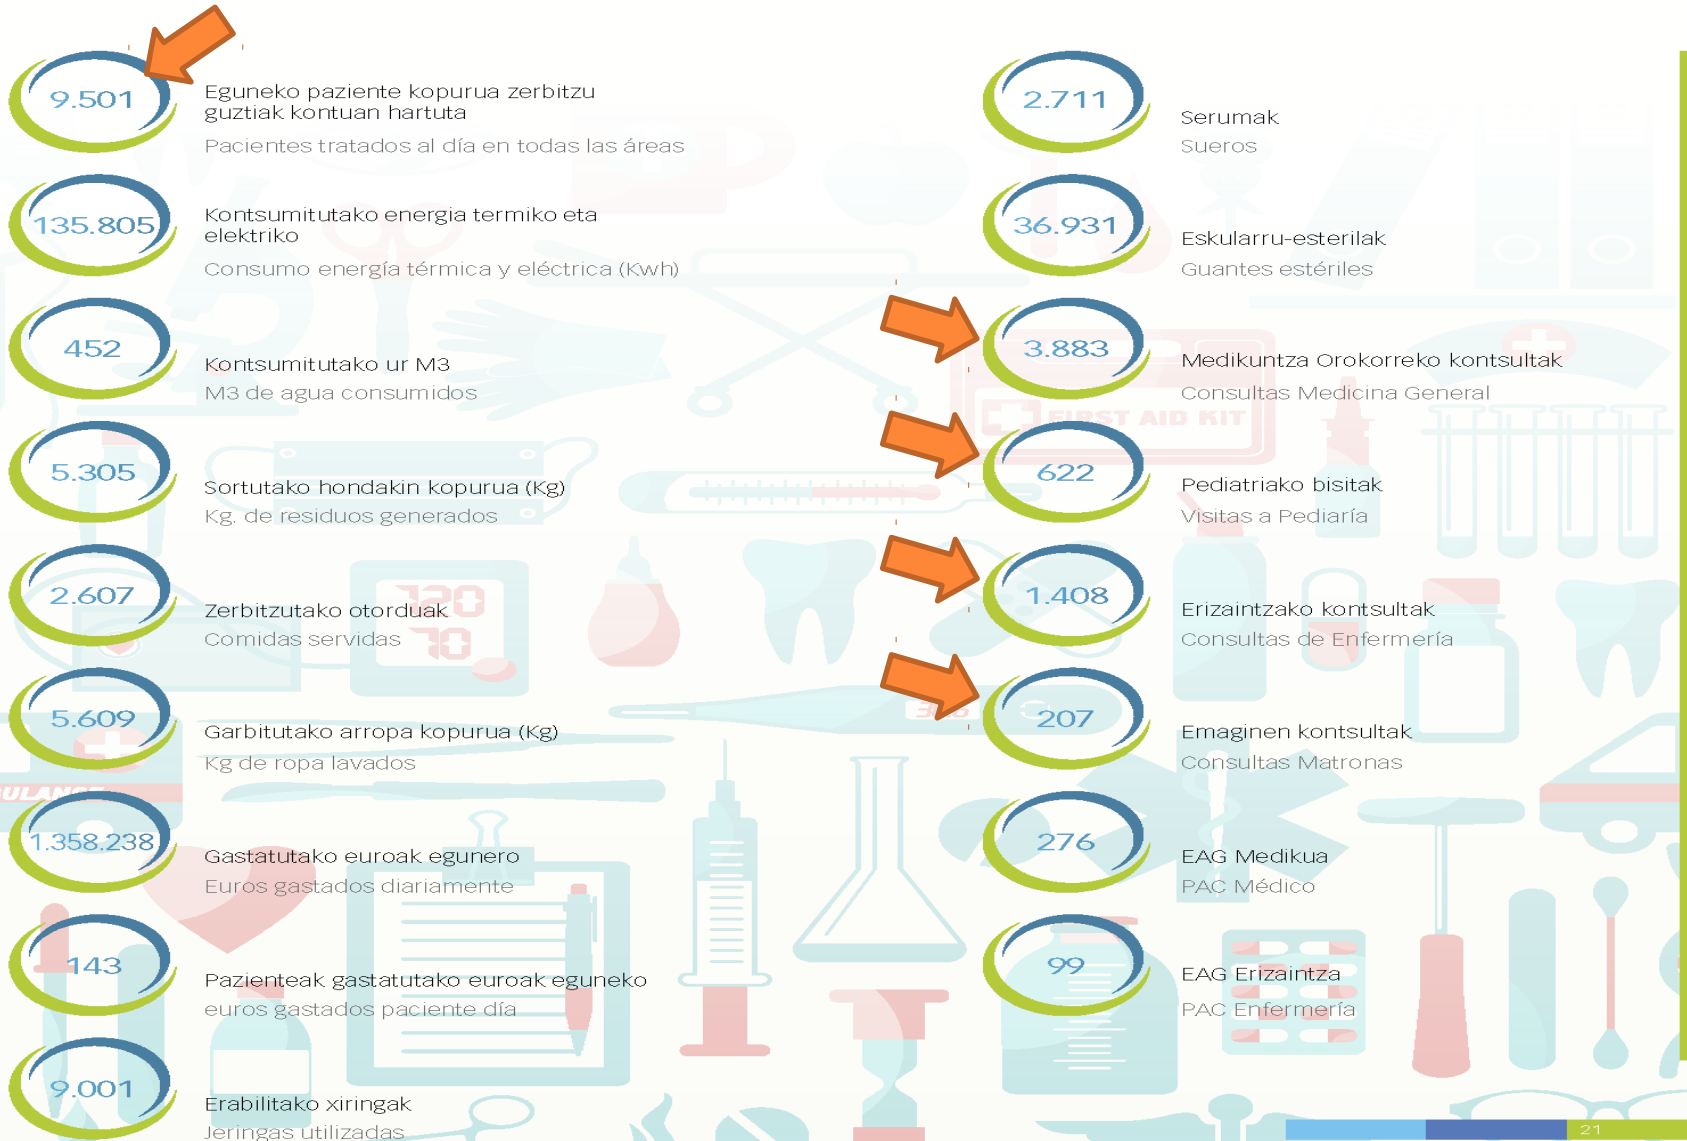 9.501
Eguneko paziente kopurua zerbitzu
guztiak kontuan hartuta
Pacientes tratados al día en todas las áreas
135.805
Kontsumitutako energia termiko eta
elektriko
Consumo energía térmica y eléctrica (Kwh)
452
Kontsumitutako ur M3
M3 de agua consumidos
5.305
Sortutako hondakin kopurua (Kg)
Kg. de residuos generados
2.607
Zerbitzutako otorduak
Comidas servidas
5.609
Garbitutako arropa kopurua (Kg)
Kg de ropa lavados
1.358.238
Gastatutako euroak egunero
Euros gastados diariamente
143
Pazienteak gastatutako euroak eguneko
euros gastados paciente día
9.001
Erabilitako xiringak
Jeringas utilizadas
2.711
Serumak
Sueros
36.931
Eskularru-esterilak
Guantes estériles
3.883
Medikuntza Orokorreko kontsultak
Consultas Medicina General
622
Pediatriako bisitak
Visitas a Pediaría
1.408
Erizaintzako kontsultak
Consultas de Enfermería
207
Emaginen kontsultak
Consultas Matronas
276
EAG Medikua
PAC Médico
99
EAG Erizaintza
PAC Enfermería
FIRST AID KIT
120
70
21